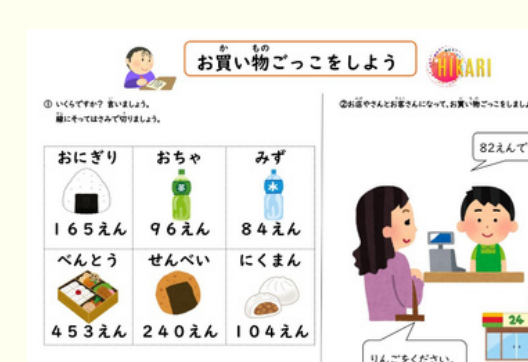 お買い物ごっこをしよう
HIKARI
① いくらですか? 言いましょう。
線にそってはさみで切りましょう。
おにぎり
165えん
おちゃ
茶
96えん
みず
水
84えん
べんとう
453えん
せんべい
240えん
にくまん
104えん
②お店やさんとお客さんになって、お買い物ごっこをしまし
82えんで
24
りんごをください。